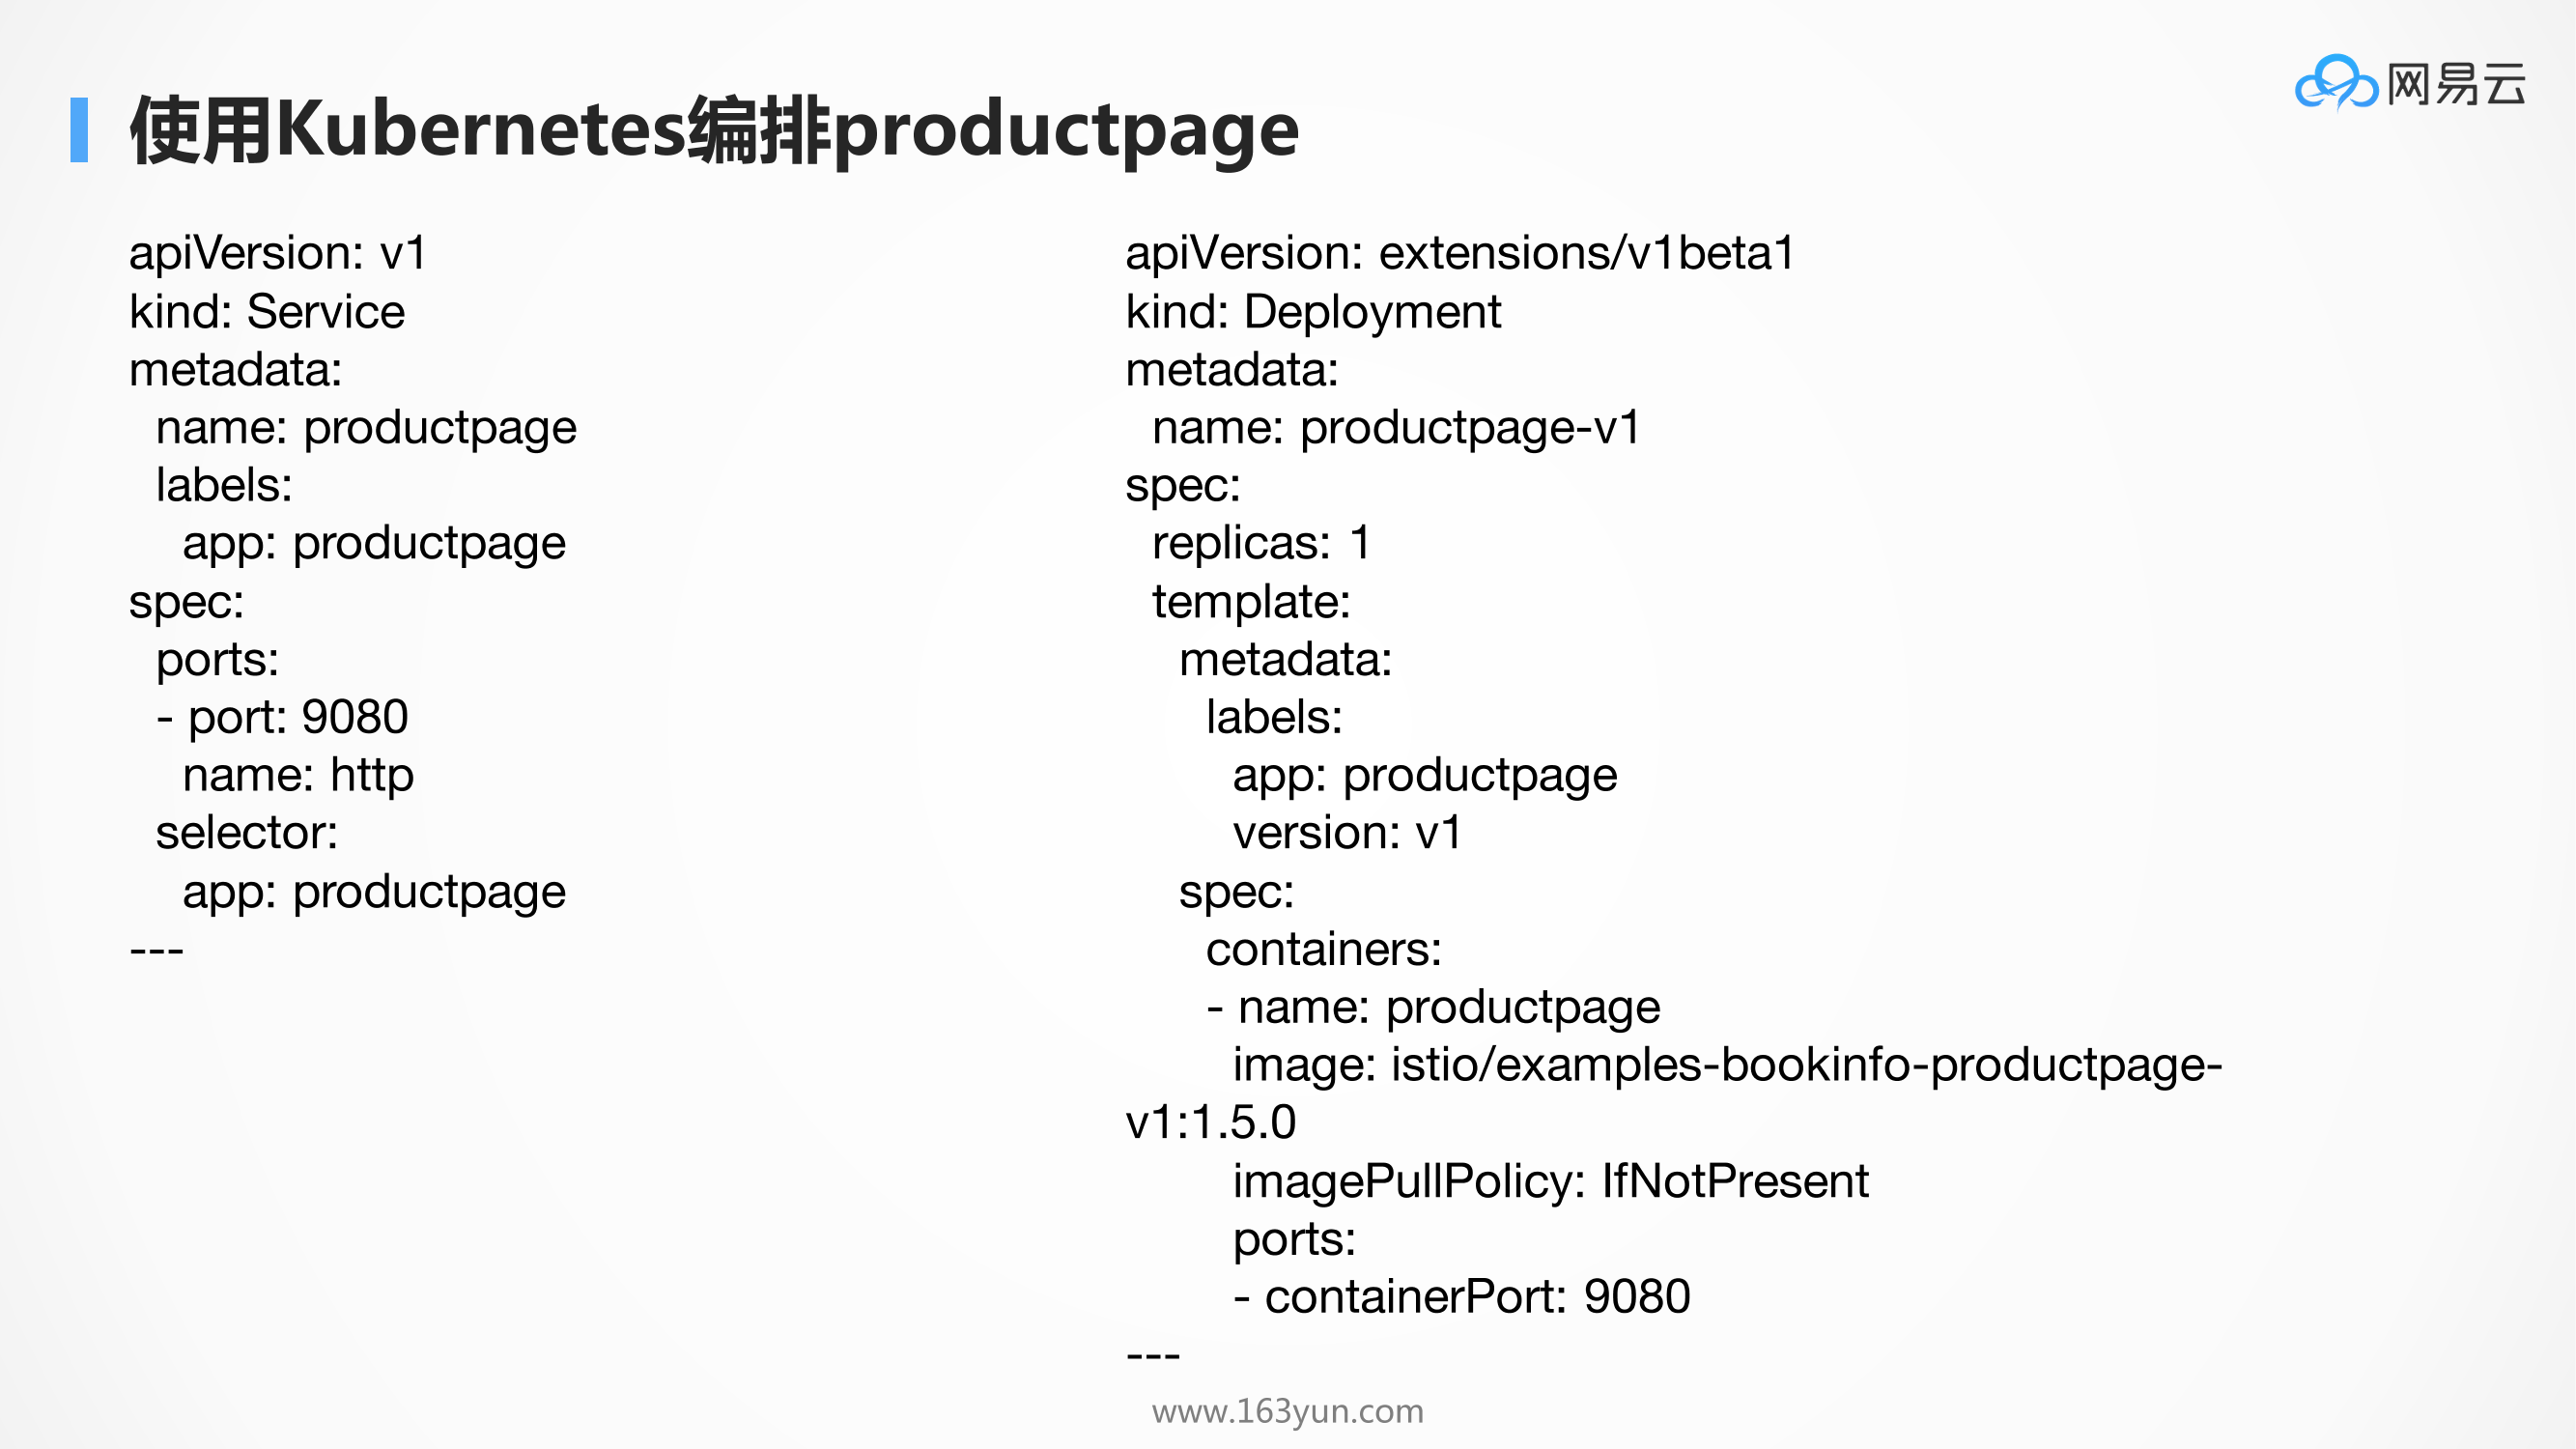 网易云
使用Kubernetes编排productpage
apiVersion: v1
kind: Service
metadata:
  name: productpage
  labels:
    app: productpage
spec:
  ports:
  - port: 9080
    name: http
  selector:
    app: productpage
---
apiVersion: extensions/v1beta1
kind: Deployment
metadata:
  name: productpage-v1
spec:
  replicas: 1
  template:
    metadata:
      labels:
        app: productpage
        version: v1
    spec:
      containers:
      - name: productpage
        image: istio/examples-bookinfo-productpage-
v1:1.5.0
        imagePullPolicy: IfNotPresent
        ports:
        - containerPort: 9080
---
www.163yun.com